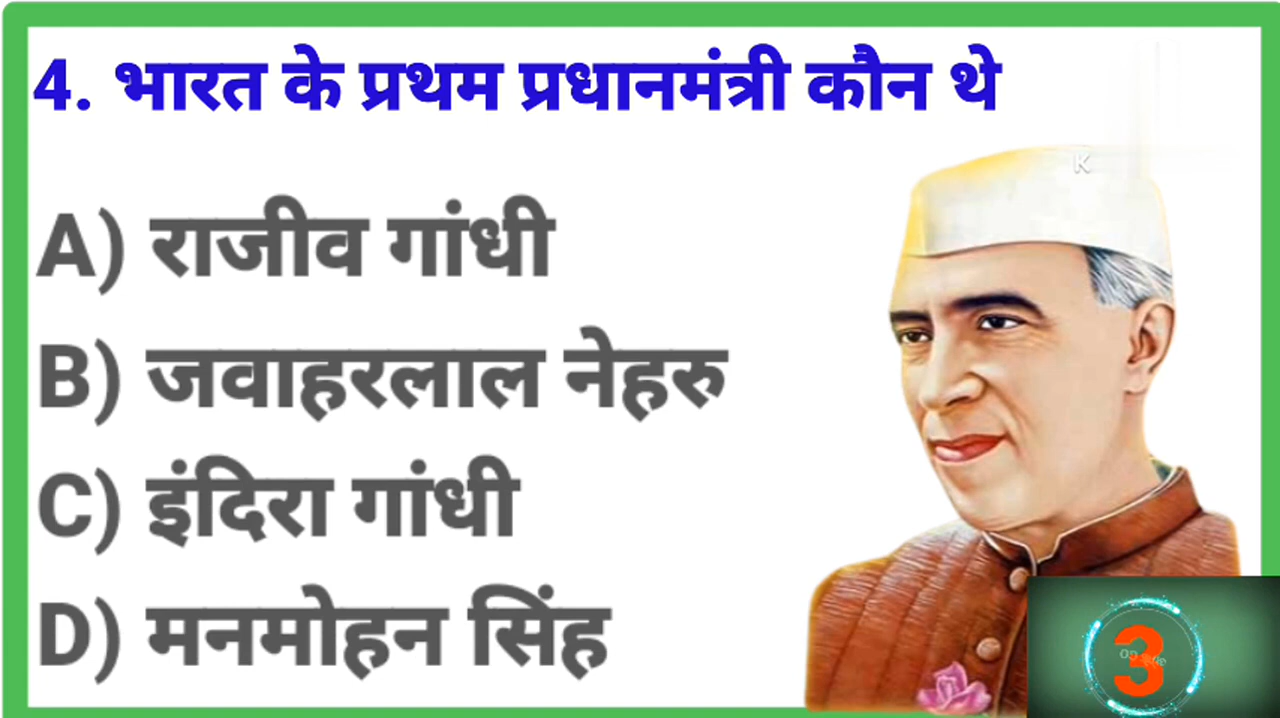 4. भारत के प्रथम प्रधानमंत्री कौन थे
K
A) राजीव गांधी
B) जवाहरलाल नेहरु
C) इंदिरा गांधी
D) मनमोहन सिंह
3